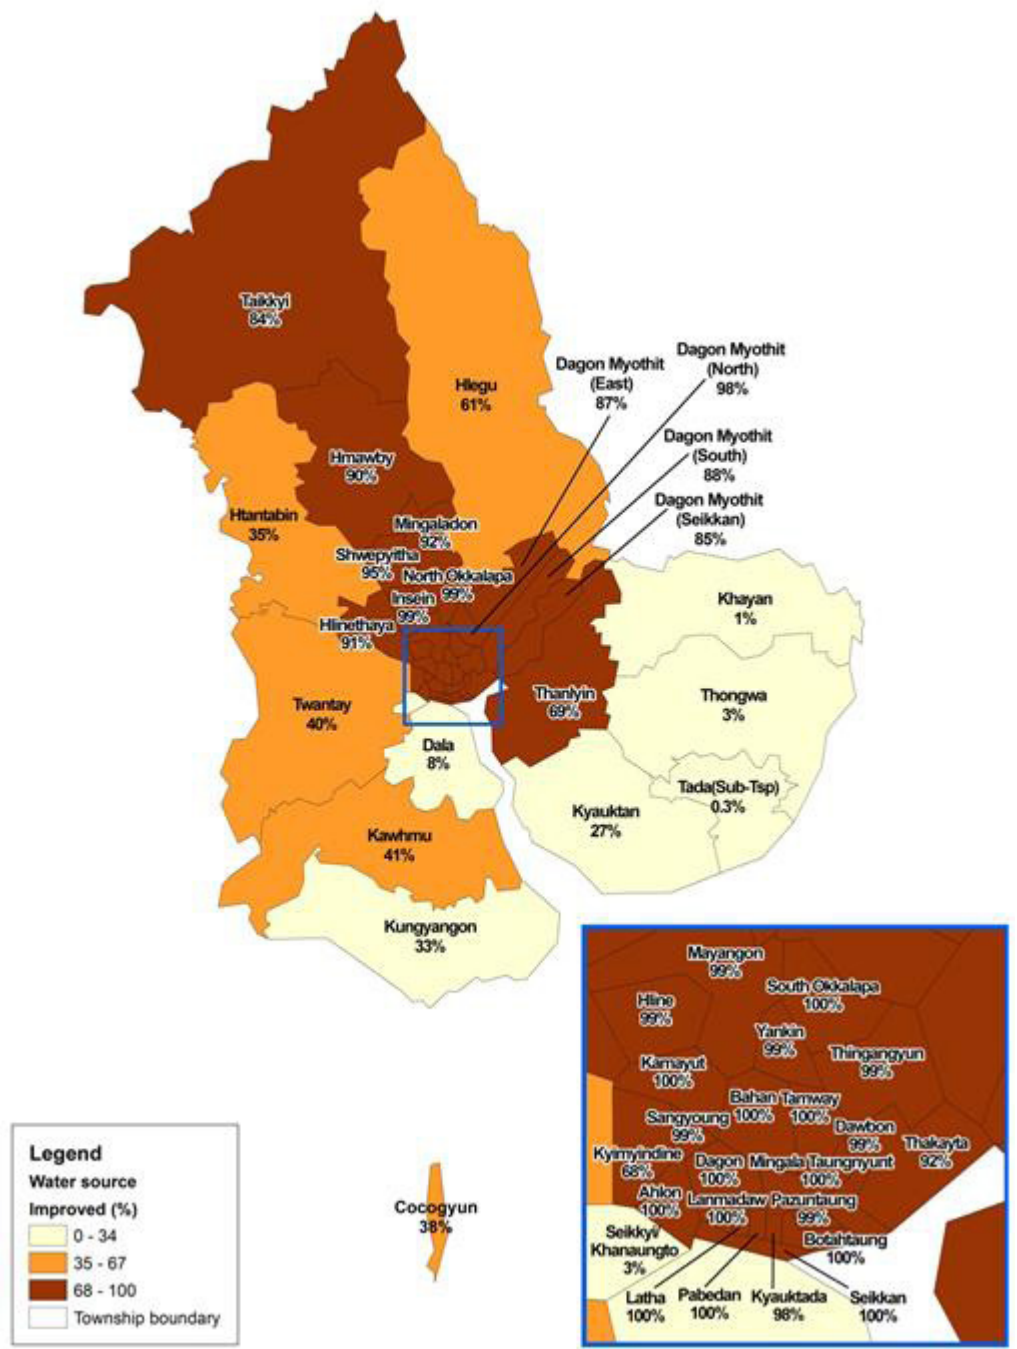 Taikkyi
84%
Hlegu
61%
Dagon Myothit
(East)
87%
Dagon Myothit
(North)
98%
Dagon Myothit
(South)
88%
Dagon Myothit
(Seikkan)
85%
Hmawby
90%
Htantabin
35%
Mingaladon
92%
Shwepyitha
95%
North Okkalapa
99%
Insein
99%
Hlinethaya
91%
Khayan
1%
Thongwa
3%
Thanlyin
69%
Twantay
40%
Dala
8%
Tada(Sub-Tsp)
0.3%
Kyauktan
27%
Kawhmu
41%
Kungyangon
33%
Cocogyun
38%
Mayangon
99%
South Okkalapa
100%
Hline
99%
Yankin
99%
Thingangyun
99%
Kamayut
100%
Bahan
100%
Tamway
100%
Sangyoung
99%
Dawbon
99%
Thakayta
92%
Kyimyindine
68%
Dagon
100%
Mingala Taungnyunt
100%
Ahlon
100%
Lanmadaw
100%
Pazuntaung
99%
Botahtaung
100%
Seikkyi/
Khanaungto
3%
Latha
100%
Pabedan
100%
Kyauktada
98%
Seikkan
100%
Legend
Water source
Improved (%)
0 - 34
35 - 67
68 - 100
Township boundary